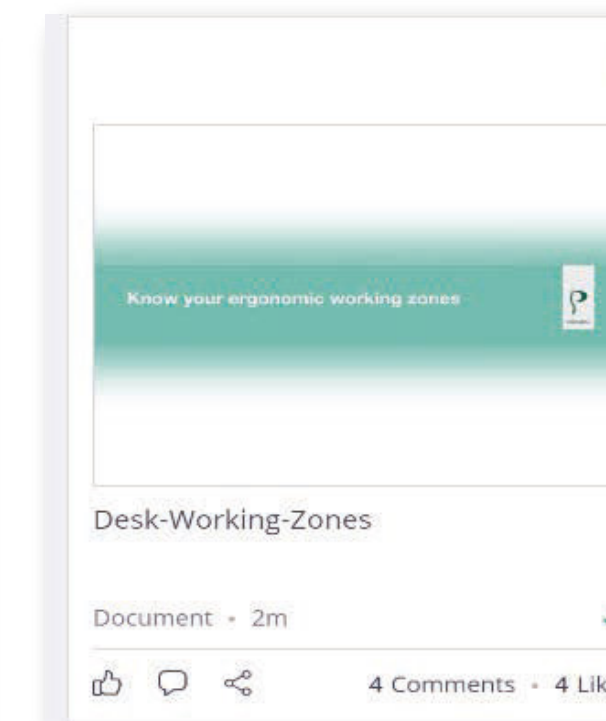 Know your ergonomic working zones
Desk-Working-Zones
Document • 2m
4 Comments • 4 Lik